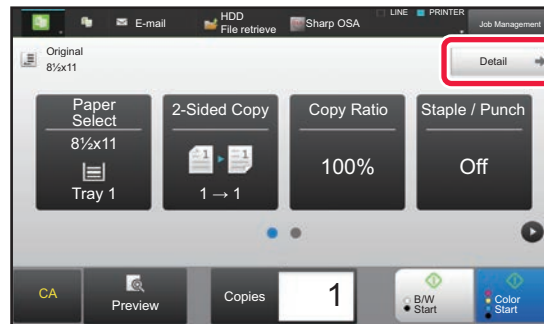 E-mail
HDD
File retrieve
Sharp OSA
LINE
PRINTER
Job Management
Original
8½x11
Detail
Paper
Select
8½x11
Tray 1
2-Sided Copy
1
1
1 → 1
Copy Ratio
100%
Staple / Punch
Off
CA
Preview
Copies
1
B/W
Start
Color
Start